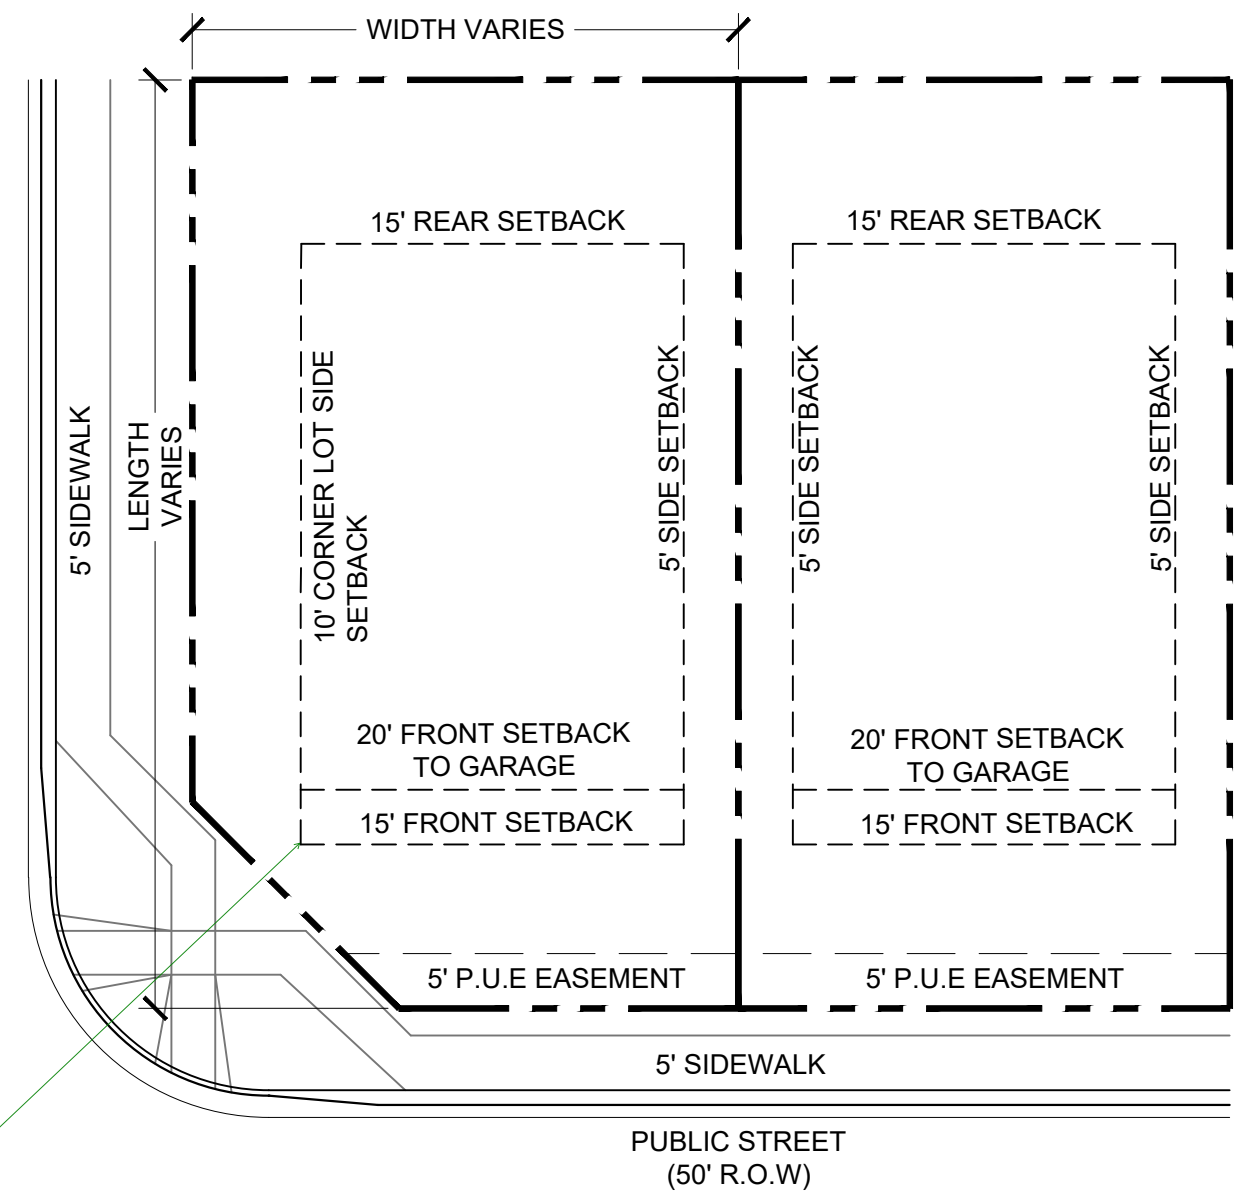 WIDTH VARIES
15' REAR SETBACK
15' REAR SETBACK
5' SIDEWALK
LENGTH
VARIES
10' CORNER LOT SIDE
SETBACK
5' SIDE SETBACK
5' SIDE SETBACK
5' SIDE SETBACK
20' FRONT SETBACK
TO GARAGE
20' FRONT SETBACK
TO GARAGE
15' FRONT SETBACK
15' FRONT SETBACK
5' P.U.E EASEMENT
5' P.U.E EASEMENT
5' SIDEWALK
PUBLIC STREET
(50' R.O.W)